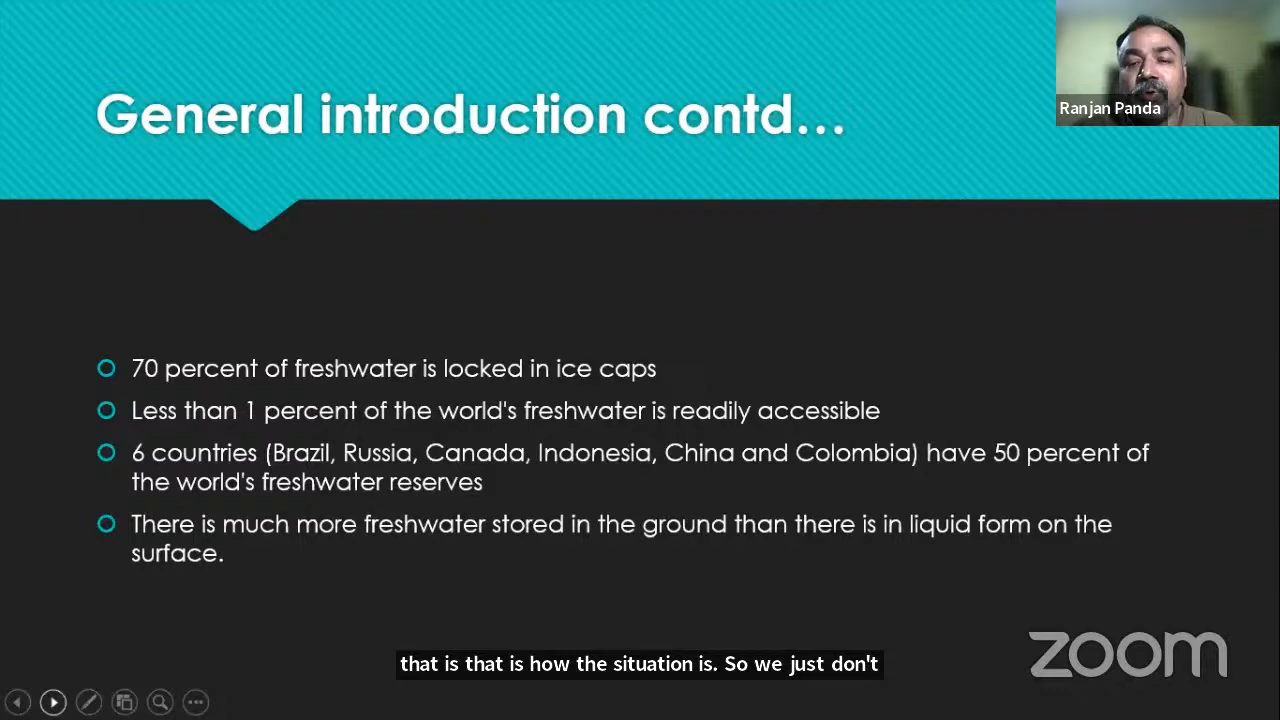 General introduction contd...
Ranjan Panda
70 percent of freshwater is locked in ice caps
Less than 1 percent of the world's freshwater is readily accessible
6 countries (Brazil, Russia, Canada, Indonesia, China and Colombia) have 50 percent of
the world's freshwater reserves
There is much more freshwater stored in the ground than there is in liquid form on the
surface.
that is that is how the situation is. So we just don't
zoom